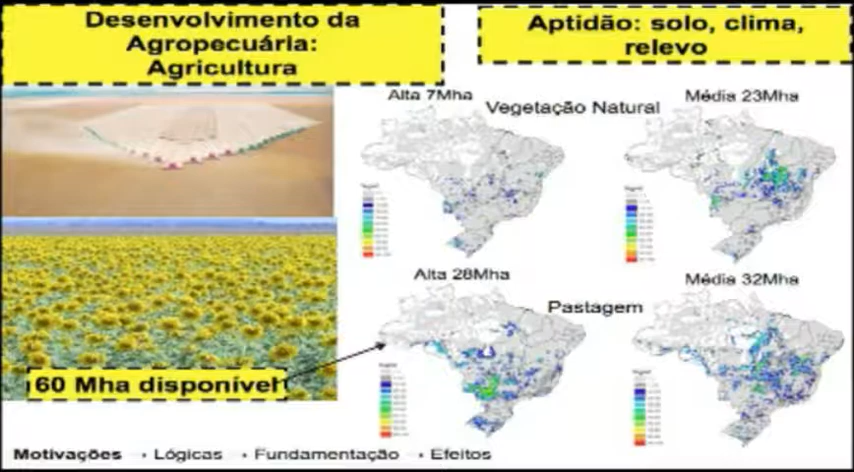 Desenvolvimento da
Agropecuária:
Agricultura
Aptidão: solo, clima,
relevo
Alta 7Mha
Vegetação Natural
Média 23Mha
Alta 28Mha
Pastagem
Média 32Mha
60 Mha disponível
Motivações → Lógicas → Fundamentação → Efeitos